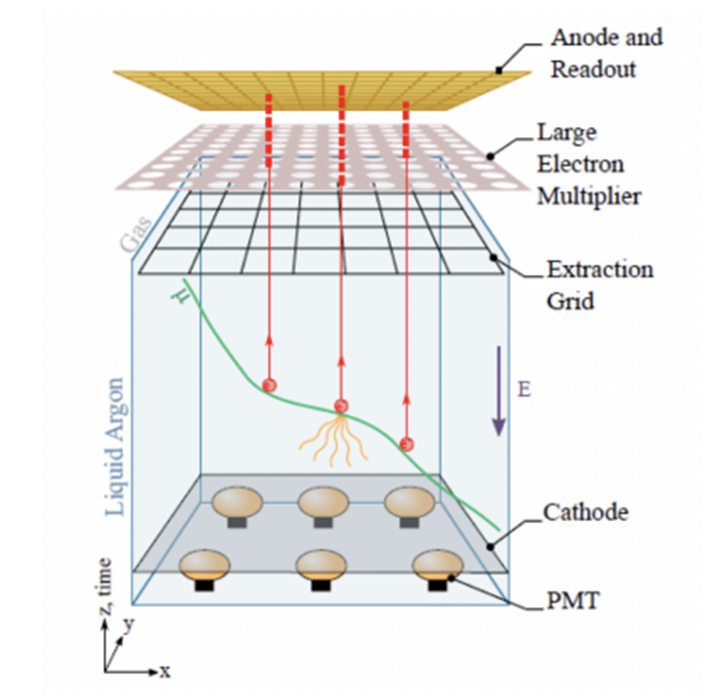 Anode and
Readout
Large
Electron
Multiplier
Gas
Extraction
Grid
μ
E
Liquid Argon
Cathode
PMT
z, time
y
x